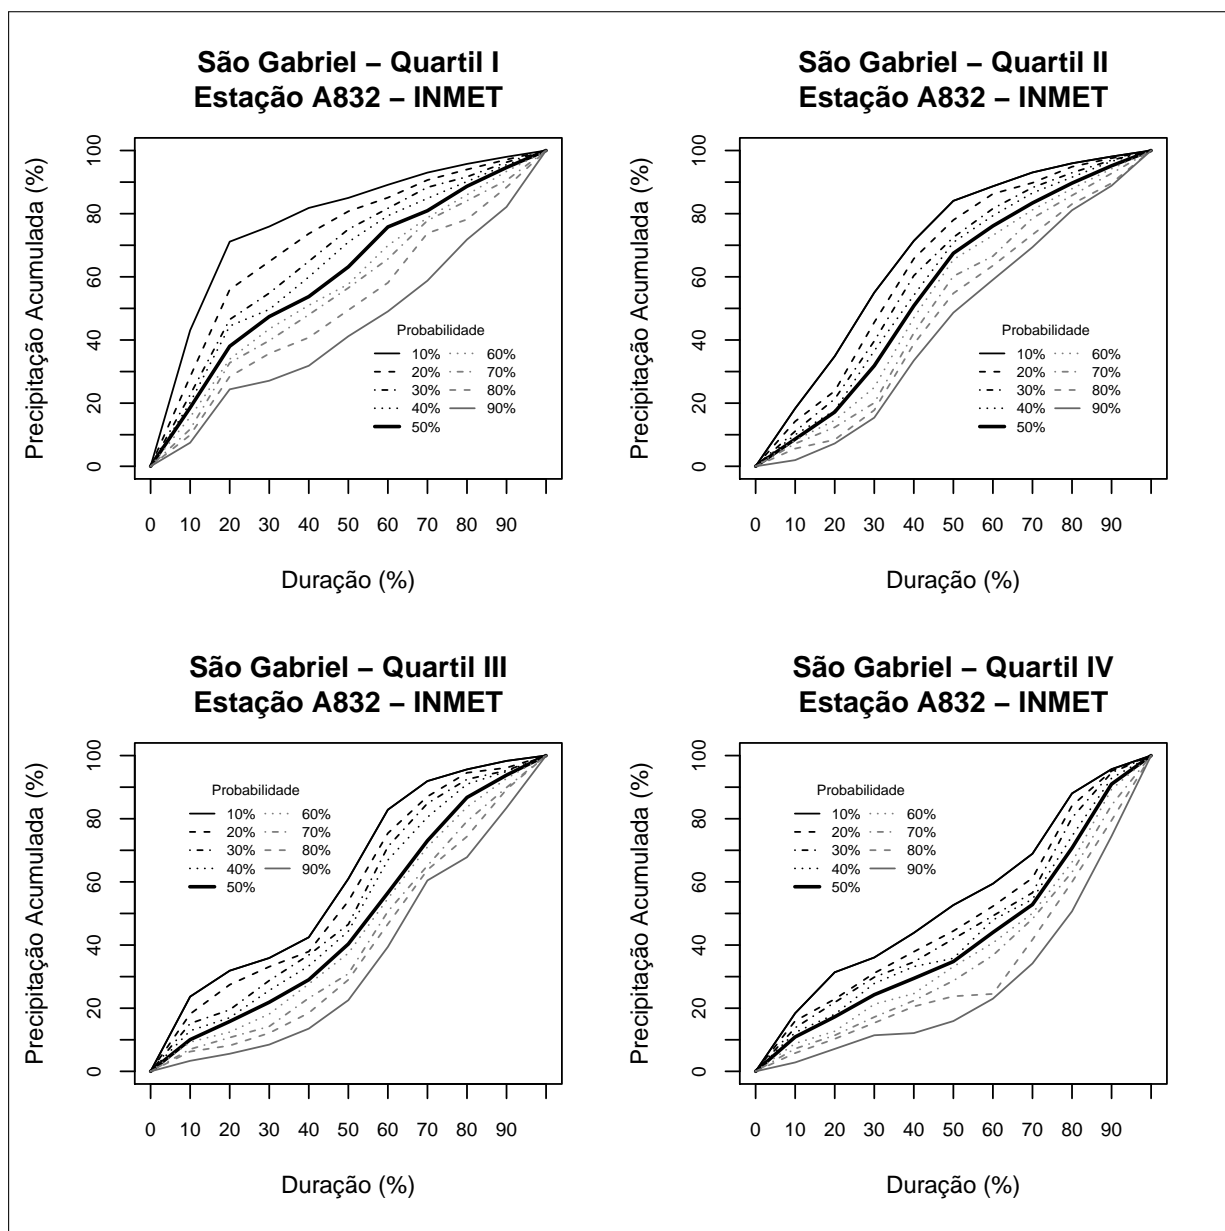 São Gabriel – Quartil I
Estação A832 – INMET
Precipitação Acumulada (%)
100
80
60
40
20
0
Probabilidade
10% 60%
20% 70%
30% 80%
40% 90%
50%
0 10 20 30 40 50 60 70 80 90
Duração (%)
São Gabriel – Quartil II
Estação A832 – INMET
Precipitação Acumulada (%)
100
80
60
40
20
0
Probabilidade
10% 60%
20% 70%
30% 80%
40% 90%
50%
0 10 20 30 40 50 60 70 80 90
Duração (%)
São Gabriel – Quartil III
Estação A832 – INMET
Precipitação Acumulada (%)
100
80
60
40
20
0
Probabilidade
10% 60%
20% 70%
30% 80%
40% 90%
50%
0 10 20 30 40 50 60 70 80 90
Duração (%)
São Gabriel – Quartil IV
Estação A832 – INMET
Precipitação Acumulada (%)
100
80
60
40
20
0
Probabilidade
10% 60%
20% 70%
30% 80%
40% 90%
50%
0 10 20 30 40 50 60 70 80 90
Duração (%)